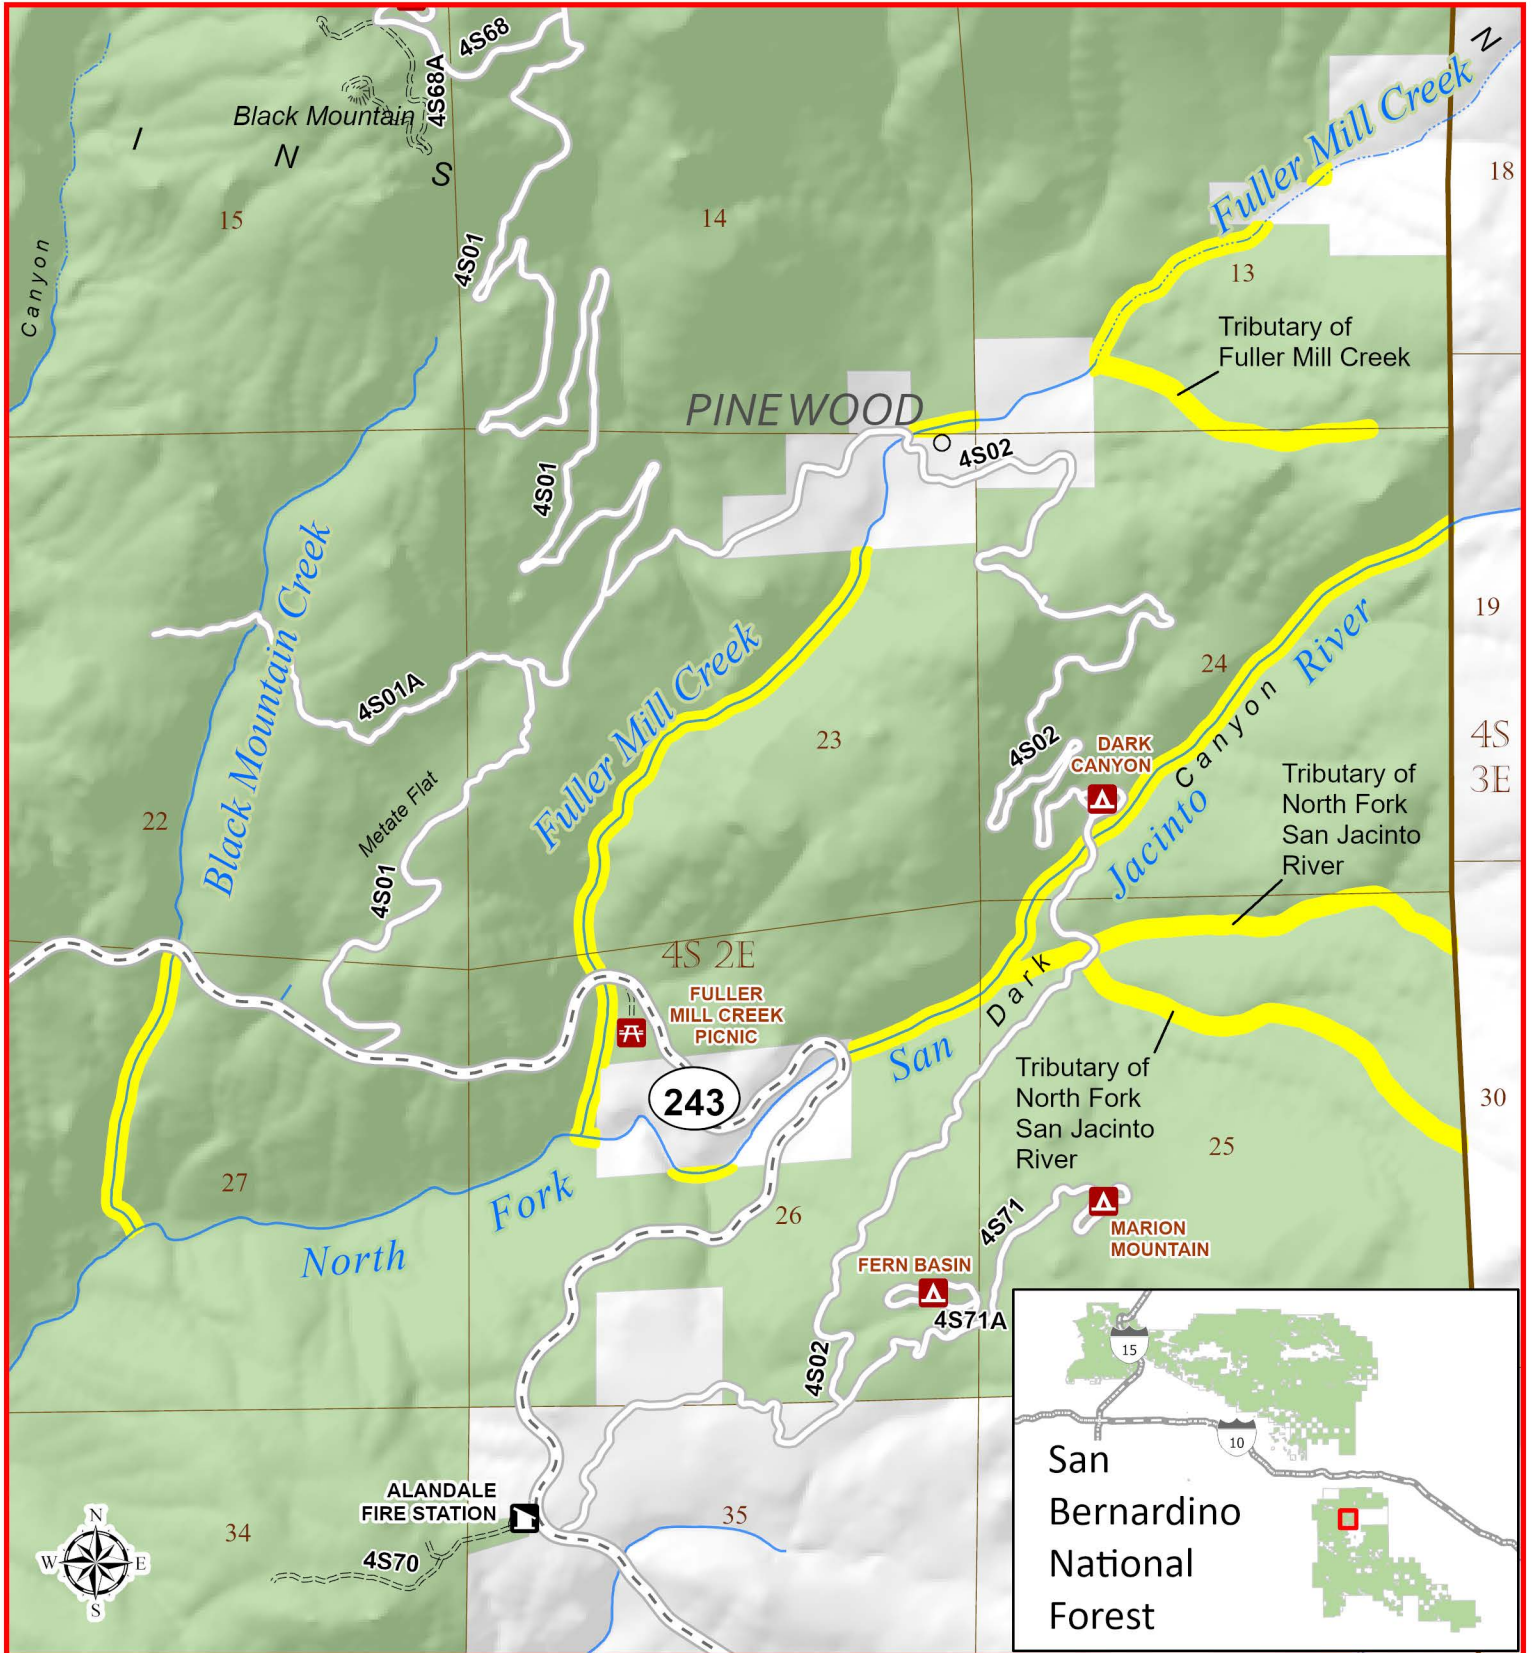 4S68
N
4S68A
Fuller Mill Creek
Black Mountain
I
N
S
18
15
14
4S01
Canyon
13
Tributary of
Fuller Mill Creek
PINEWOOD
4S02
4S01
Black Mountain Creek
19
River
Fuller Mill Creek
24
4S01A
Canyon
23
4S
3E
4S02
DARK
CANYON
Metate Flat
22
Jacinto
Tributary of
North Fork
San Jacinto
River
4S01
4S 2E
Dark
FULLER
MILL CREEK
PICNIC
San
243
Tributary of
North Fork
San Jacinto
River
30
25
27
Fork
26
4S71
MARION
MOUNTAIN
North
FERN BASIN
4S71A
4S02
15
10
San
Bernardino
National
Forest
ALANDALE
FIRE STATION
35
34
4S70
N
W
E
S